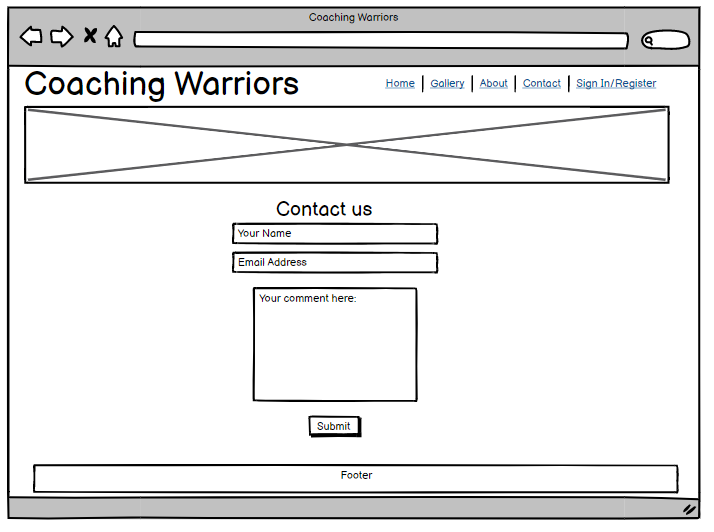 Coaching Warriors
Coaching Warriors
Home Gallery About Contact Sign In/Register
Contact us
Your Name
Email Address
Your comment here:
Submit
Footer